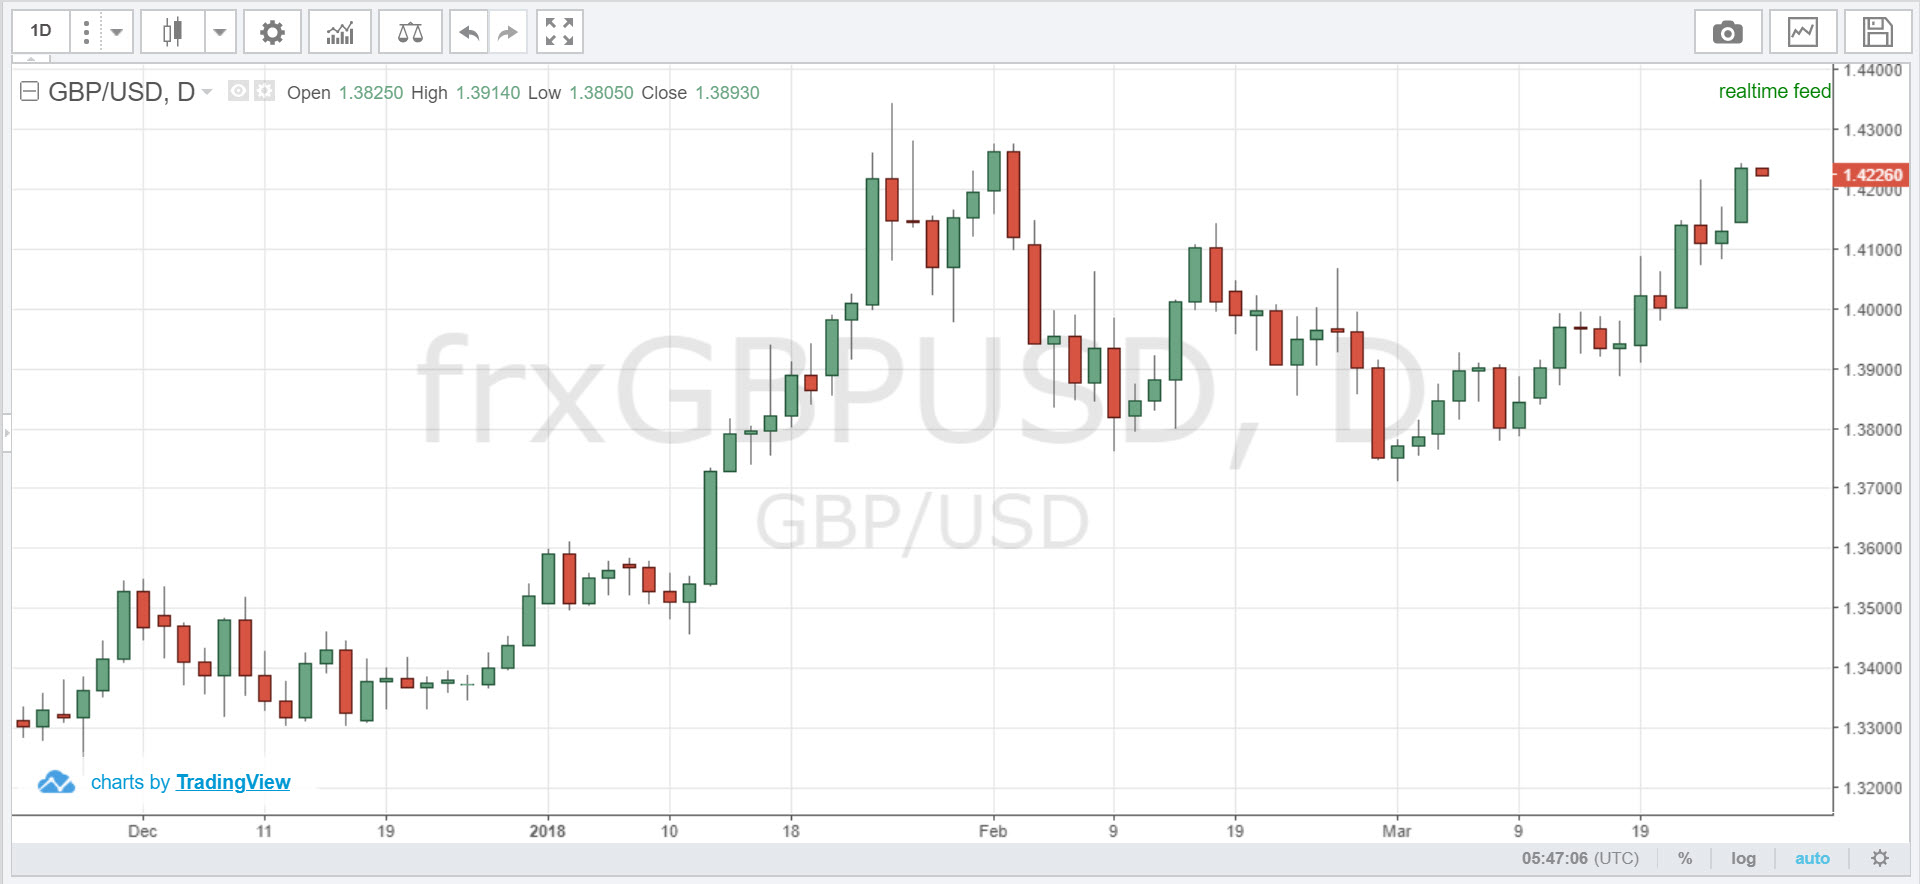 1D
GBP/USD, D Open 1.38250 High 1.39140 Low 1.38050 Close 1.38930
realtime feed
1.44000
1.43000
1.42260
1.42000
1.41000
1.40000
1.39000
1.38000
1.37000
1.36000
1.35000
1.34000
1.33000
1.32000
frxGBPUSD, D
GBP/USD
charts by TradingView
Dec 11 19 2018 10 18 Feb 9 19 Mar 9 19
05:47:06 (UTC) % log auto